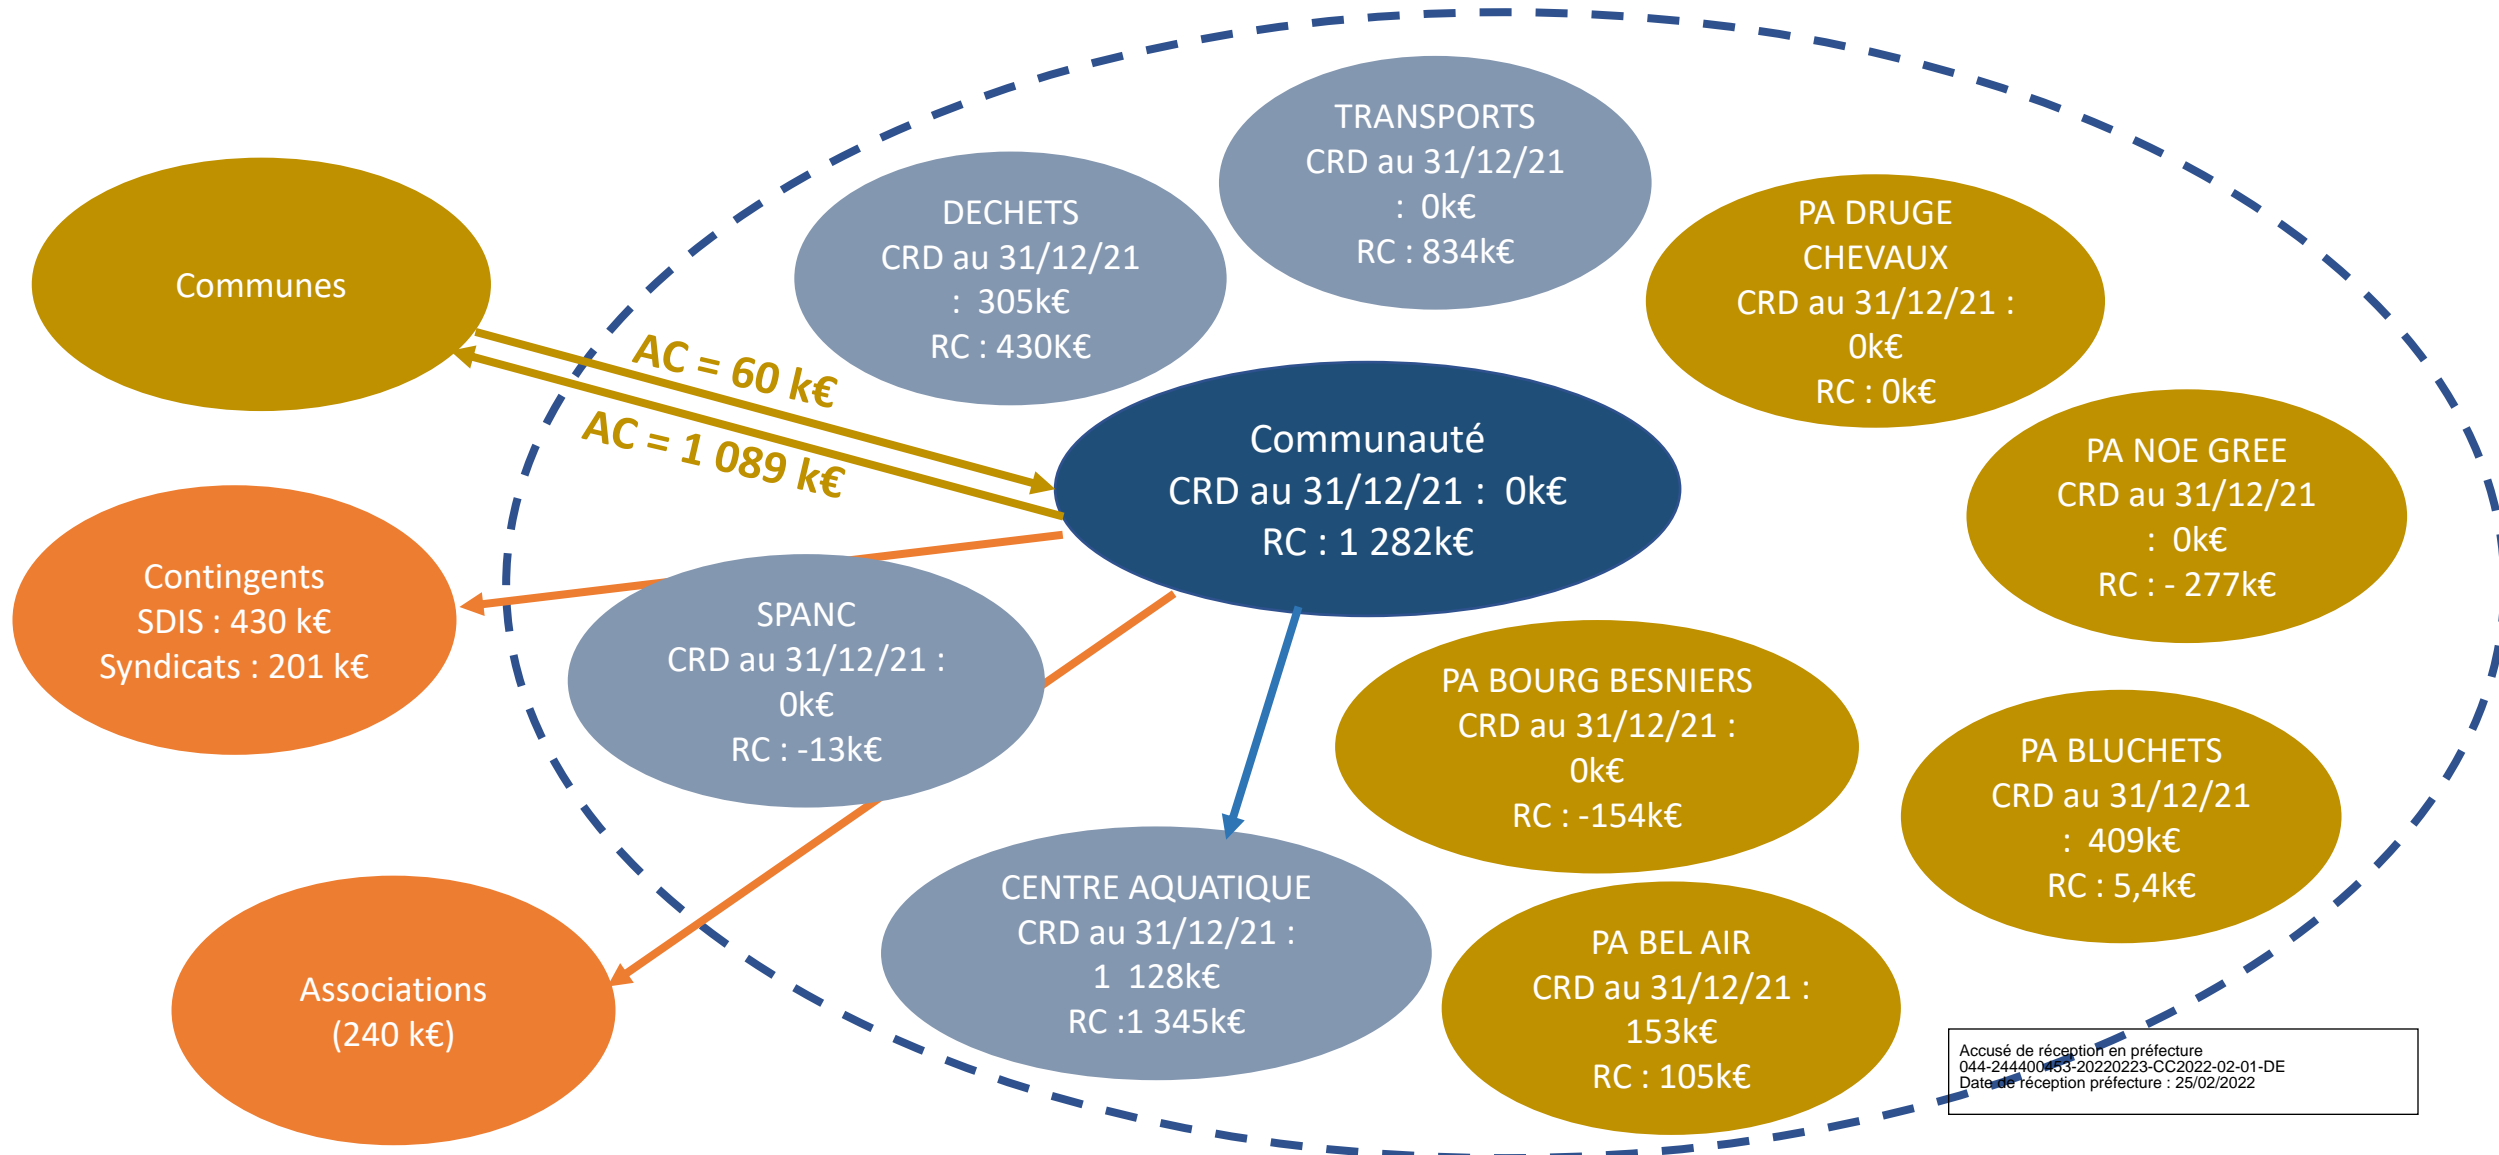 TRANSPORTS
CRD au 31/12/21
: 0k€
RC : 834k€
DECHETS
CRD au 31/12/21
: 305k€
RC : 430K€
PA DRUGE
CHEVAUX
CRD au 31/12/21 :
0k€
RC : 0k€
Communes
AC = 60 k€
AC = 1 089 k€
Communauté
CRD au 31/12/21 : 0k€
RC : 1 282k€
PA NOE GREE
CRD au 31/12/21
: 0k€
RC : - 277k€
Contingents
SDIS : 430 k€
Syndicats : 201 k€
SPANC
CRD au 31/12/21 :
0k€
RC : -13k€
PA BOURG BESNIERS
CRD au 31/12/21 :
0k€
RC : -154k€
PA BLUCHETS
CRD au 31/12/21
: 409k€
RC : 5,4k€
CENTRE AQUATIQUE
CRD au 31/12/21 :
1 128k€
RC :1 345k€
PA BEL AIR
CRD au 31/12/21 :
153k€
RC : 105k€
Associations
(240 k€)
Accusé de réception en préfecture
044-244400453-20220223-CC2022-02-01-DE
Date de réception préfecture : 25/02/2022